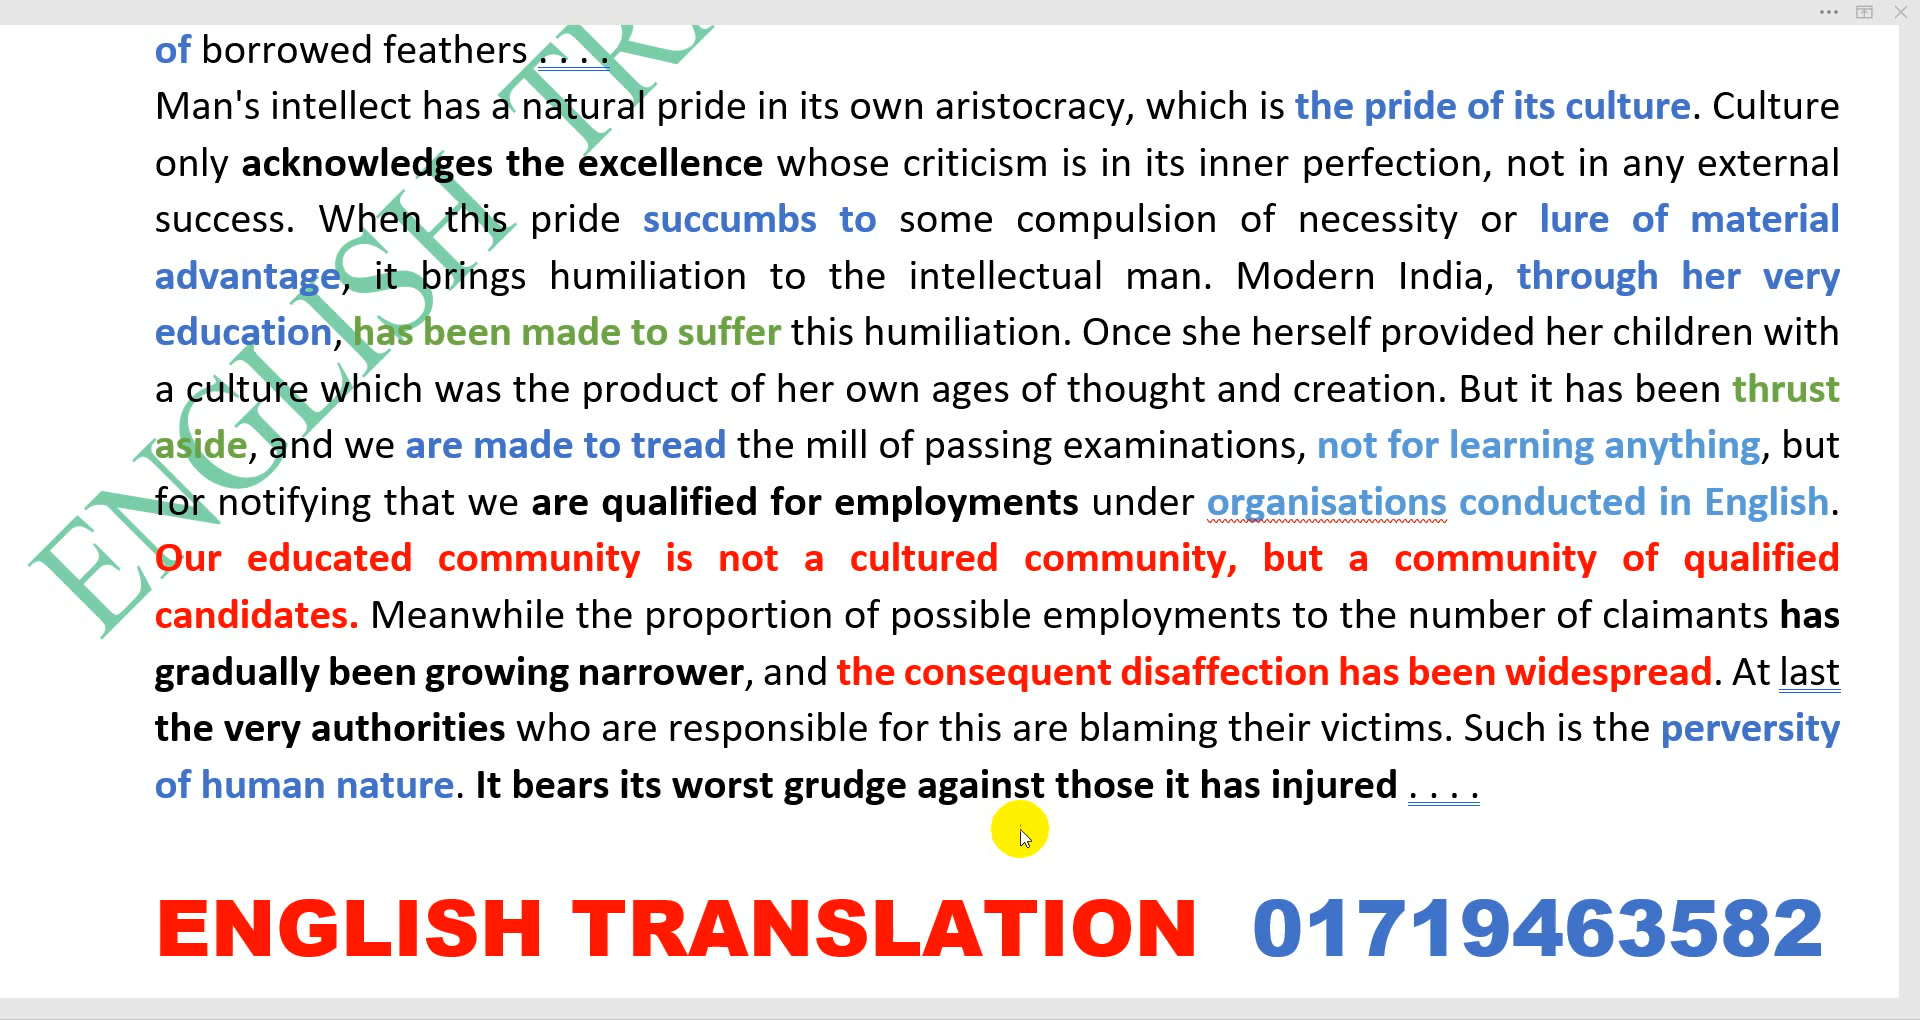 of borrowed feathers . . . .
Man's intellect has a natural pride in its own aristocracy, which is the pride of its culture. Culture
only acknowledges the excellence whose criticism is in its inner perfection, not in any external
success. When this pride succumbs to some compulsion of necessity or lure of material
advantage, it brings humiliation to the intellectual man. Modern India, through her very
education, has been made to suffer this humiliation. Once she herself provided her children with
a culture which was the product of her own ages of thought and creation. But it has been thrust
aside, and we are made to tread the mill of passing examinations, not for learning anything, but
for notifying that we are qualified for employments under organisations conducted in English.
Our educated community is not a cultured community, but a community of qualified
candidates. Meanwhile the proportion of possible employments to the number of claimants has
gradually been growing narrower, and the consequent disaffection has been widespread. At last
the very authorities who are responsible for this are blaming their victims. Such is the perversity
of human nature. It bears its worst grudge against those it has injured . . . .
ENGLISH TRANSLATION 01719463582
ENGLISH TR